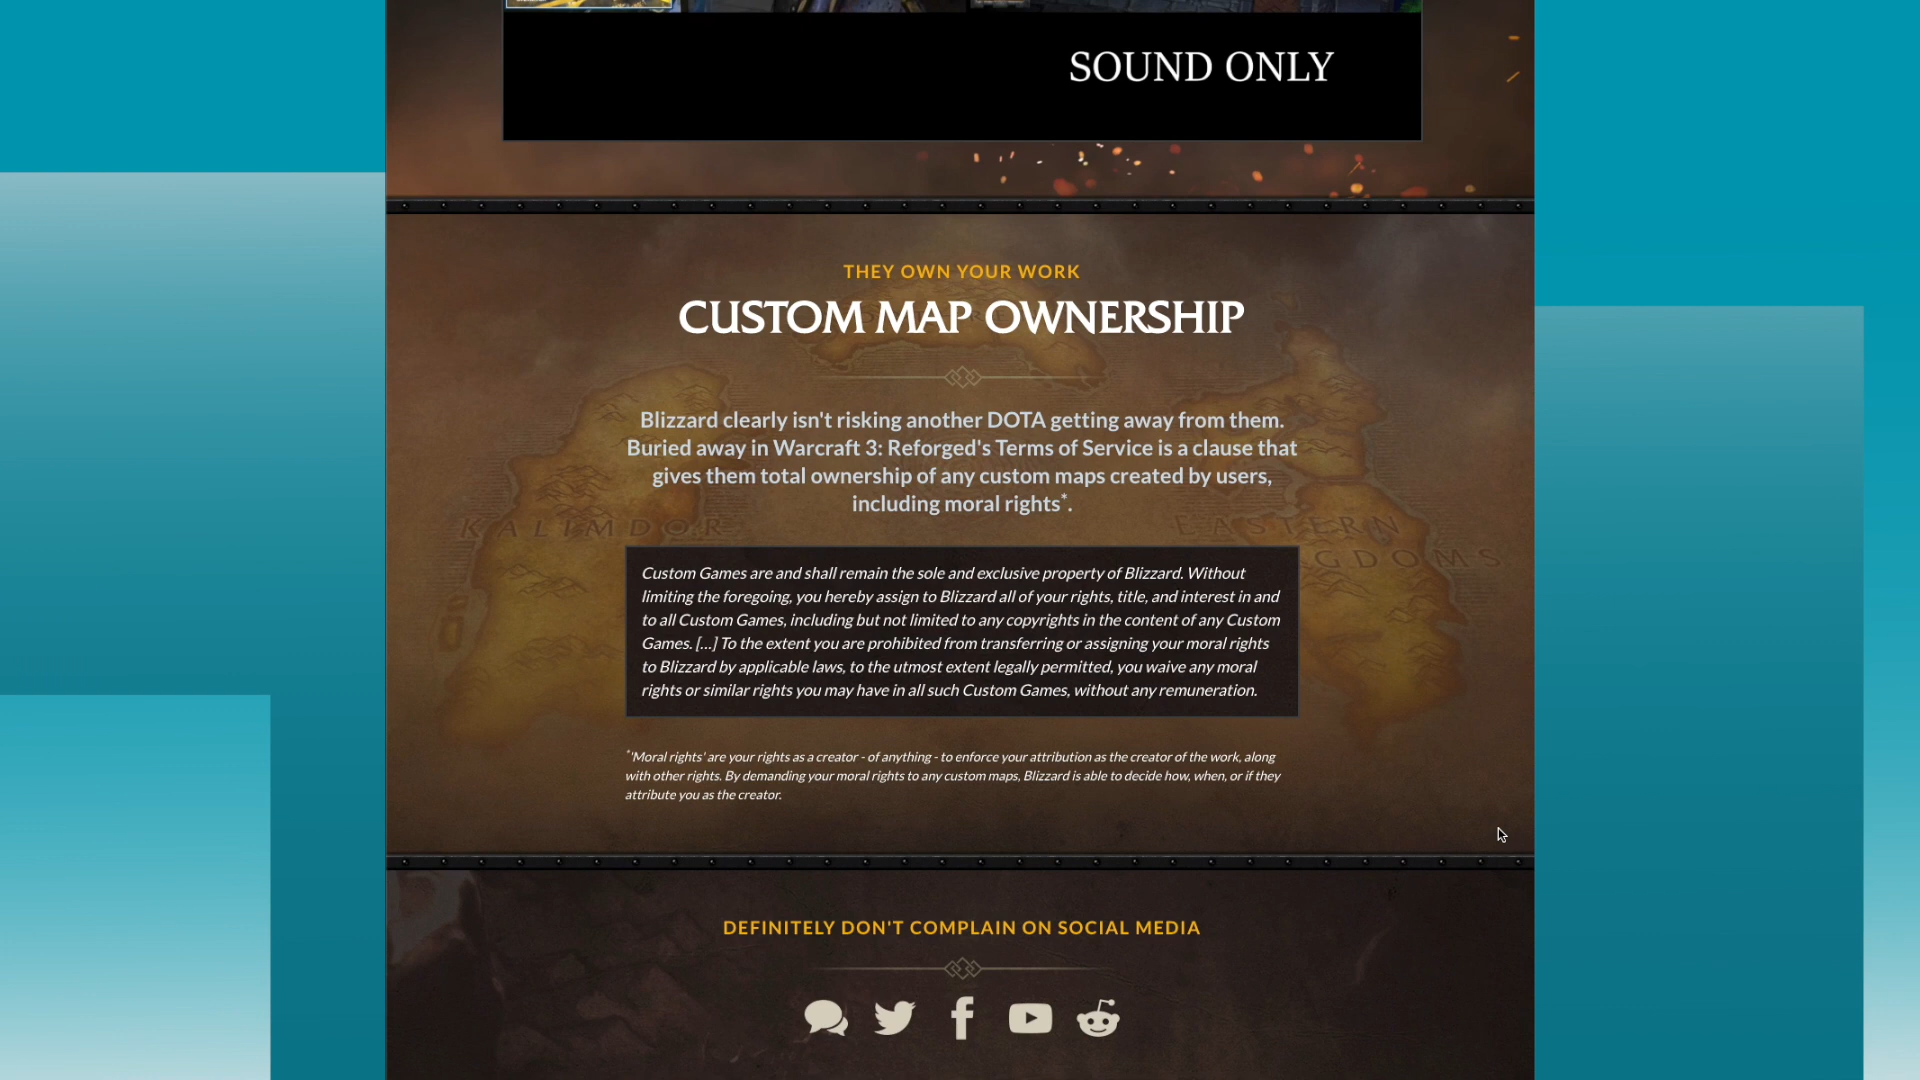 SOUND ONLY
THEY OWN YOUR WORK
CUSTOM MAP OWNERSHIP
Blizzard clearly isn't risking another DOTA getting away from them.
Buried away in Warcraft 3: Reforged's Terms of Service is a clause that
gives them total ownership of any custom maps created by users,
including moral rights*.
KALIMDOR
EASTERN
Custom Games are and shall remain the sole and exclusive property of Blizzard. Without
limiting the foregoing, you hereby assign to Blizzard all of your rights, title, and interest in and
to all Custom Games, including but not limited to any copyrights in the content of any Custom
Games. [...] To the extent you are prohibited from transferring or assigning your moral rights
to Blizzard by applicable laws, to the utmost extent legally permitted, you waive any moral
rights or similar rights you may have in all such Custom Games, without any remuneration.
*'Moral rights' are your rights as a creator - of anything - to enforce your attribution as the creator of the work, along
with other rights. By demanding your moral rights to any custom maps, Blizzard is able to decide how, when, or if they
attribute you as the creator.
DEFINITELY DON'T COMPLAIN ON SOCIAL MEDIA